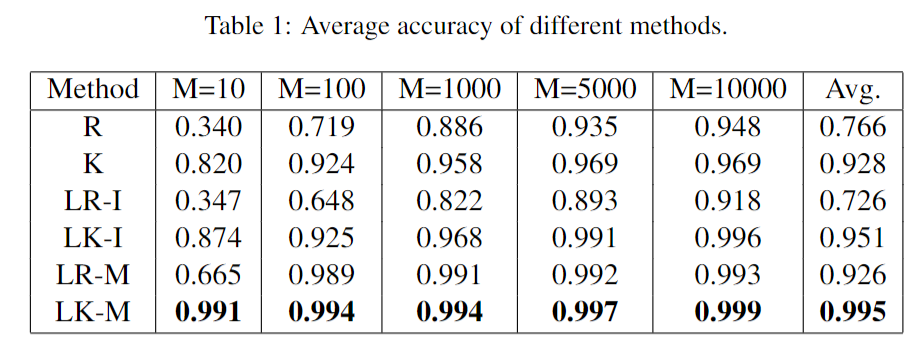 Table 1: Average accuracy of different methods.
Method M=10 M=100 M=1000 M=5000 M=10000 Avg.
R 0.340 0.719 0.886 0.935 0.948 0.766
K 0.820 0.924 0.958 0.969 0.969 0.928
LR-I 0.347 0.648 0.822 0.893 0.918 0.726
LK-I 0.874 0.925 0.968 0.991 0.996 0.951
LR-M 0.665 0.989 0.991 0.992 0.993 0.926
LK-M 0.991 0.994 0.994 0.997 0.999 0.995